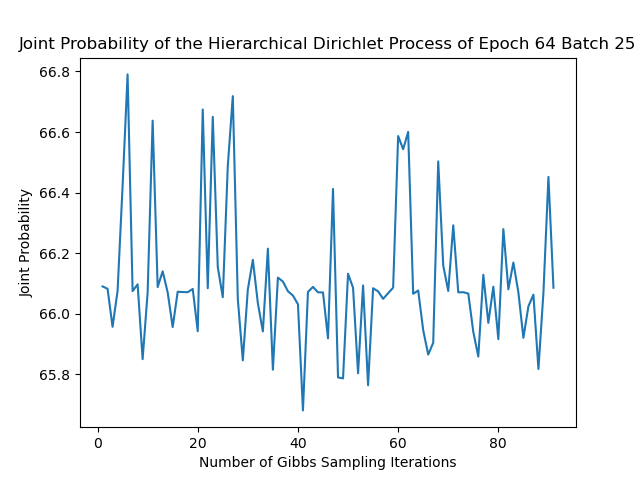 Joint Probability of the Hierarchical Dirichlet Process of Epoch 64 Batch 25
66.8
66.6
66.4
66.2
66.0
65.8
Joint Probability
0 20 40 60 80
Number of Gibbs Sampling Iterations